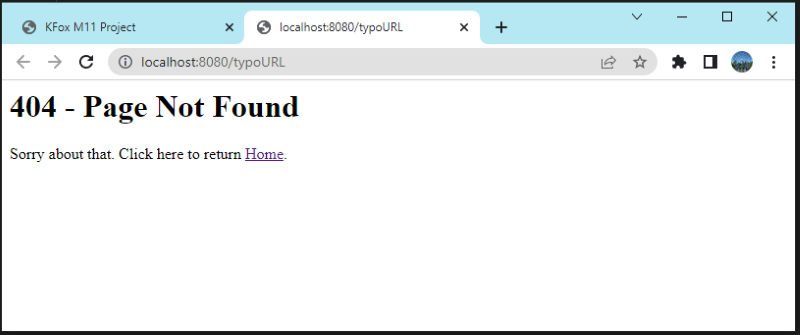 KFox M11 Project
localhost:8080/typoURL
localhost:8080/typoURL
404 - Page Not Found
Sorry about that. Click here to return Home.